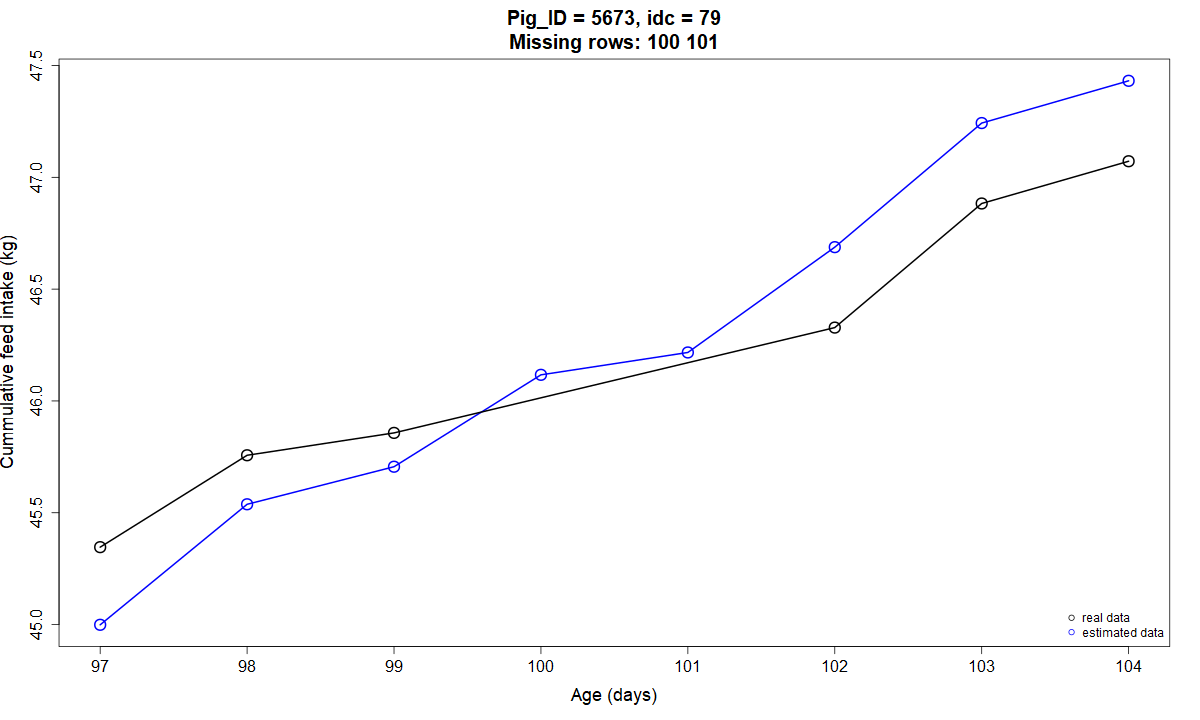 Pig_ID = 5673, idc = 79
Missing rows: 100 101
47.5
47.0
46.5
46.0
45.5
45.0
Cummulative feed intake (kg)
real data
estimated data
97 98 99 100 101 102 103 104
Age (days)